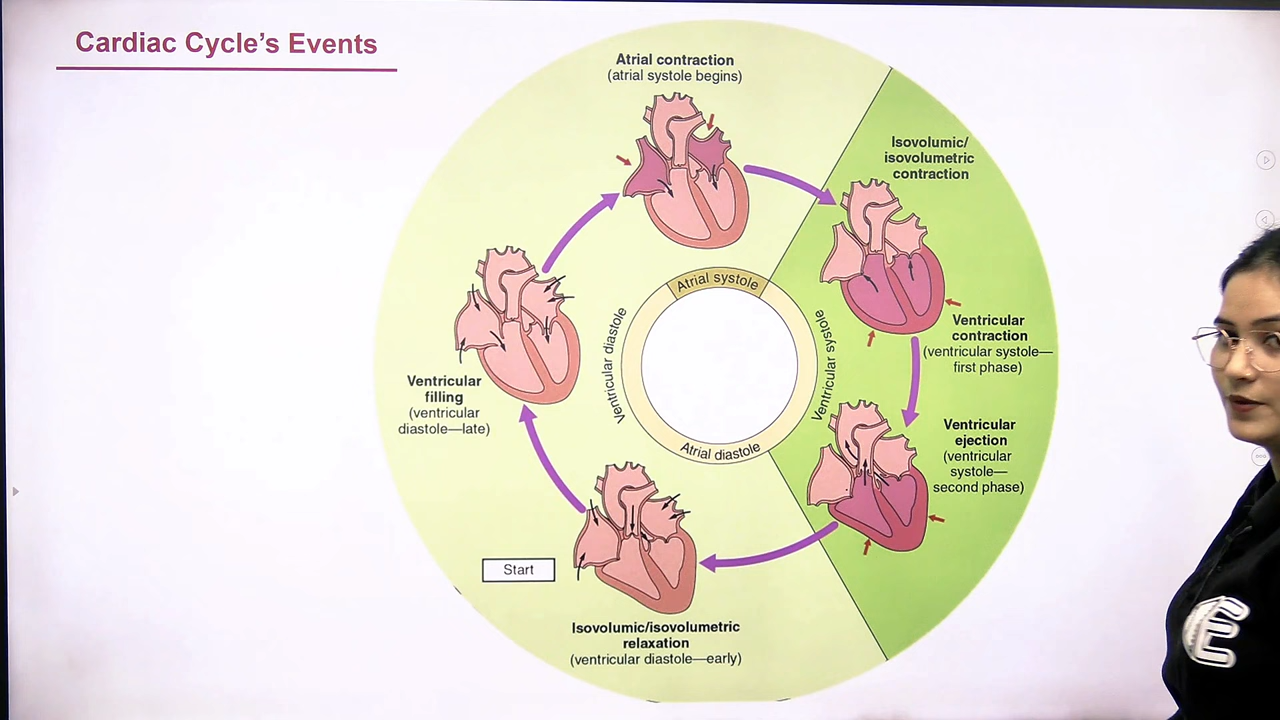 Cardiac Cycle's Events
Atrial contraction
(atrial systole begins)
Isovolumic/
isovolumetric
contraction
Ventricular
contraction
(ventricular systole—
first phase)
Ventricular
ejection
(ventricular
systole—
second phase)
Isovolumic/isovolumetric
relaxation
(ventricular diastole—early)
Start
Ventricular
filling
(ventricular
diastole—late)
Atrial systole
Ventricular systole
Atrial diastole
Ventricular diastole
E